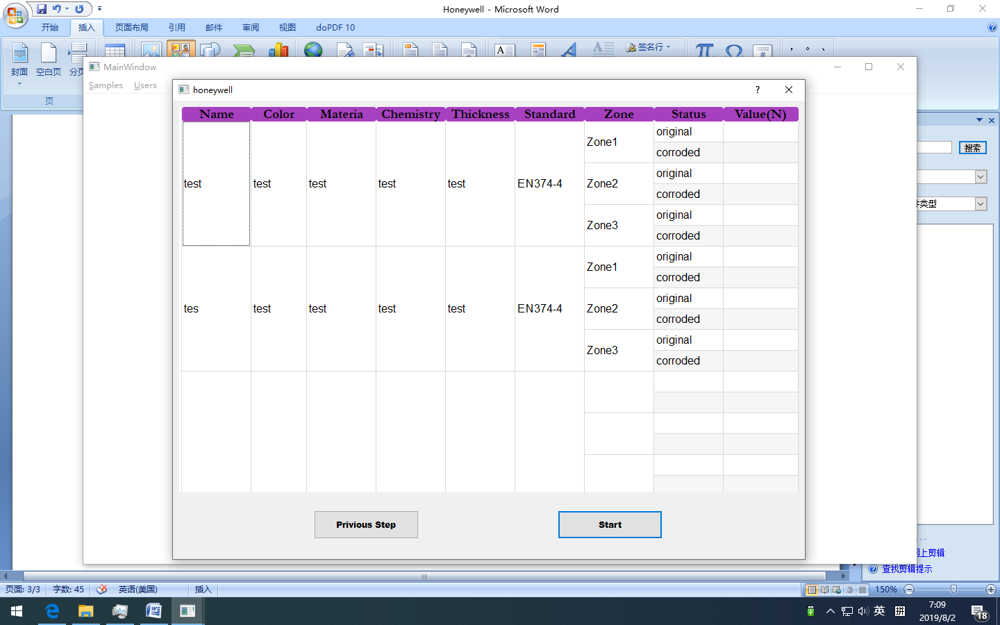 Honeywell - Microsoft Word
开始 插入 页面布局 引用 邮件 审阅 视图 doPDF 10
签名行
封面 空白页
页
MainWindow
Samples Users
honeywell
Name Color Materia Chemistry Thickness Standard Zone Status Value(N)
test test test test test EN374-4 Zone1 original
corroded
Zone2 original
corroded
Zone3 original
corroded
tes test test test test EN374-4 Zone1 original
corroded
Zone2 original
corroded
Zone3 original
corroded
Privious Step Start
搜索
类型
上剪辑
查找剪辑提示
页面: 3/3 字数: 45 英语(美国) 插入 150%
英 拼 7:09
2019/8/2 18